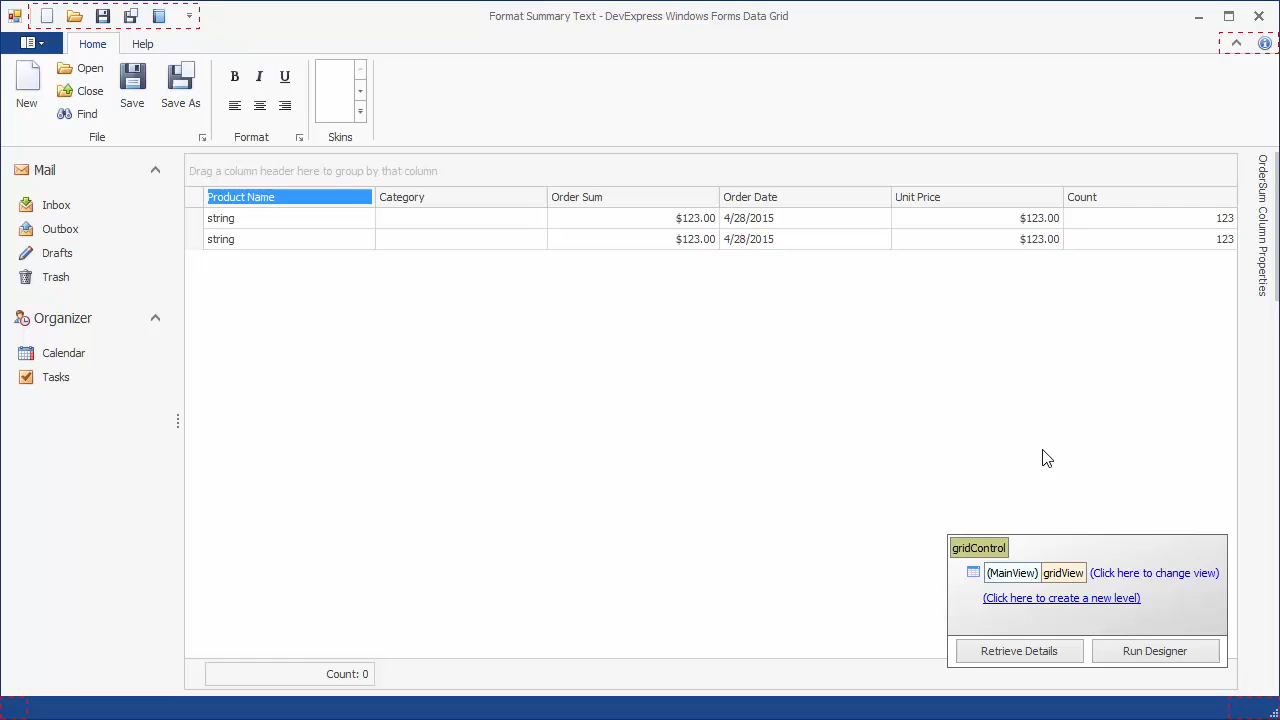 Format Summary Text - DevExpress Windows Forms Data Grid
Home Help
New Open Close Find Save Save As
B I U
File Format Skins
Mail
Inbox
Outbox
Drafts
Trash
Organizer
Calendar
Tasks
Drag a column header here to group by that column
Product Name Category Order Sum Order Date Unit Price Count
string $123.00 4/28/2015 $123.00 123
string $123.00 4/28/2015 $123.00 123
OrderSum Column Properties
gridControl
(MainView) gridView (Click here to change view)
(Click here to create a new level)
Retrieve Details Run Designer
Count: 0